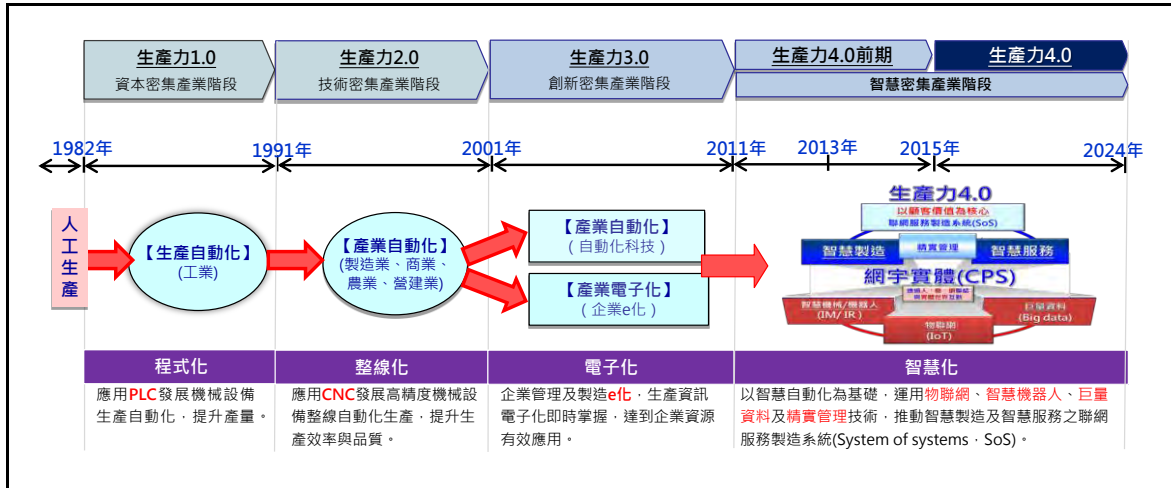 生產力1.0
資本密集產業階段
生產力2.0
技術密集產業階段
生產力3.0
創新密集產業階段
生產力4.0前期
生產力4.0
智慧密集產業階段
1982年
1991年
2001年
2011年
2013年
2015年
2024年
人工生產
【生產自動化】
(工業)
【產業自動化】
(製造業、商業、
農業、營建業)
【產業自動化】
( 自動化科技 )
【產業電子化】
( 企業e化 )
生產力4.0
以顧客價值為核心
聯網服務製造系統(SoS)
智慧製造
精實管理
智慧服務
網宇實體(CPS)
智慧機械/機器人
(IM/ IR )
物聯網
(IoT)
巨量資料
(Big data)
程式化
應用PLC發展機械設備
生產自動化，提升產量。
整線化
應用CNC發展高精度機械設
備整線自動化生產，提升生
產效率與品質。
電子化
企業管理及製造e化，生產資訊
電子化即時掌握，達到企業資源
有效應用。
智慧化
以智慧自動化為基礎，運用物聯網、智慧機器人、巨量
資料及精實管理技術，推動智慧製造及智慧服務之聯網
服務製造系統(System of systems，SoS)。